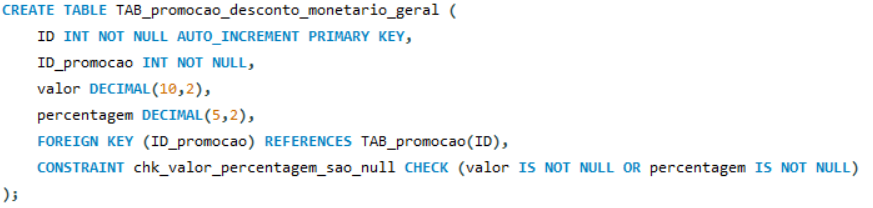 CREATE TABLE TAB_promocao_desconto_monetario_geral (
    ID INT NOT NULL AUTO_INCREMENT PRIMARY KEY,
    ID_promocao INT NOT NULL,
    valor DECIMAL(10,2),
    percentagem DECIMAL(5,2),
    FOREIGN KEY (ID_promocao) REFERENCES TAB_promocao(ID),
    CONSTRAINT chk_valor_percentagem_sao_null CHECK (valor IS NOT NULL OR percentagem IS NOT NULL)
);